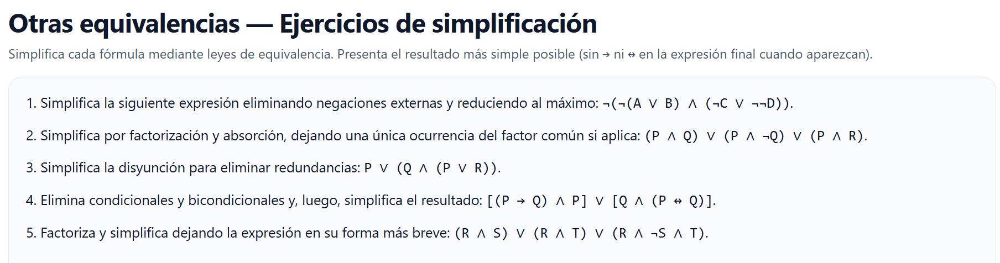 Otras equivalencias — Ejercicios de simplificación
Simplifica cada fórmula mediante leyes de equivalencia. Presenta el resultado más simple posible (sin → ni ↔ en la expresión final cuando aparezcan).
1. Simplifica la siguiente expresión eliminando negaciones externas y reduciendo al máximo: ¬(¬(A ∨ B) ∧ (¬C ∨ ¬¬D)).
2. Simplifica por factorización y absorción, dejando una única ocurrencia del factor común si aplica: (P ∧ Q) ∨ (P ∧ ¬Q) ∨ (P ∧ R).
3. Simplifica la disyunción para eliminar redundancias: P ∨ (Q ∧ (P ∨ R)).
4. Elimina condicionales y bicondicionales y, luego, simplifica el resultado: [(P → Q) ∧ P] ∨ [Q ∧ (P ↔ Q)].
5. Factoriza y simplifica dejando la expresión en su forma más breve: (R ∧ S) ∨ (R ∧ T) ∨ (R ∧ ¬S ∧ T).